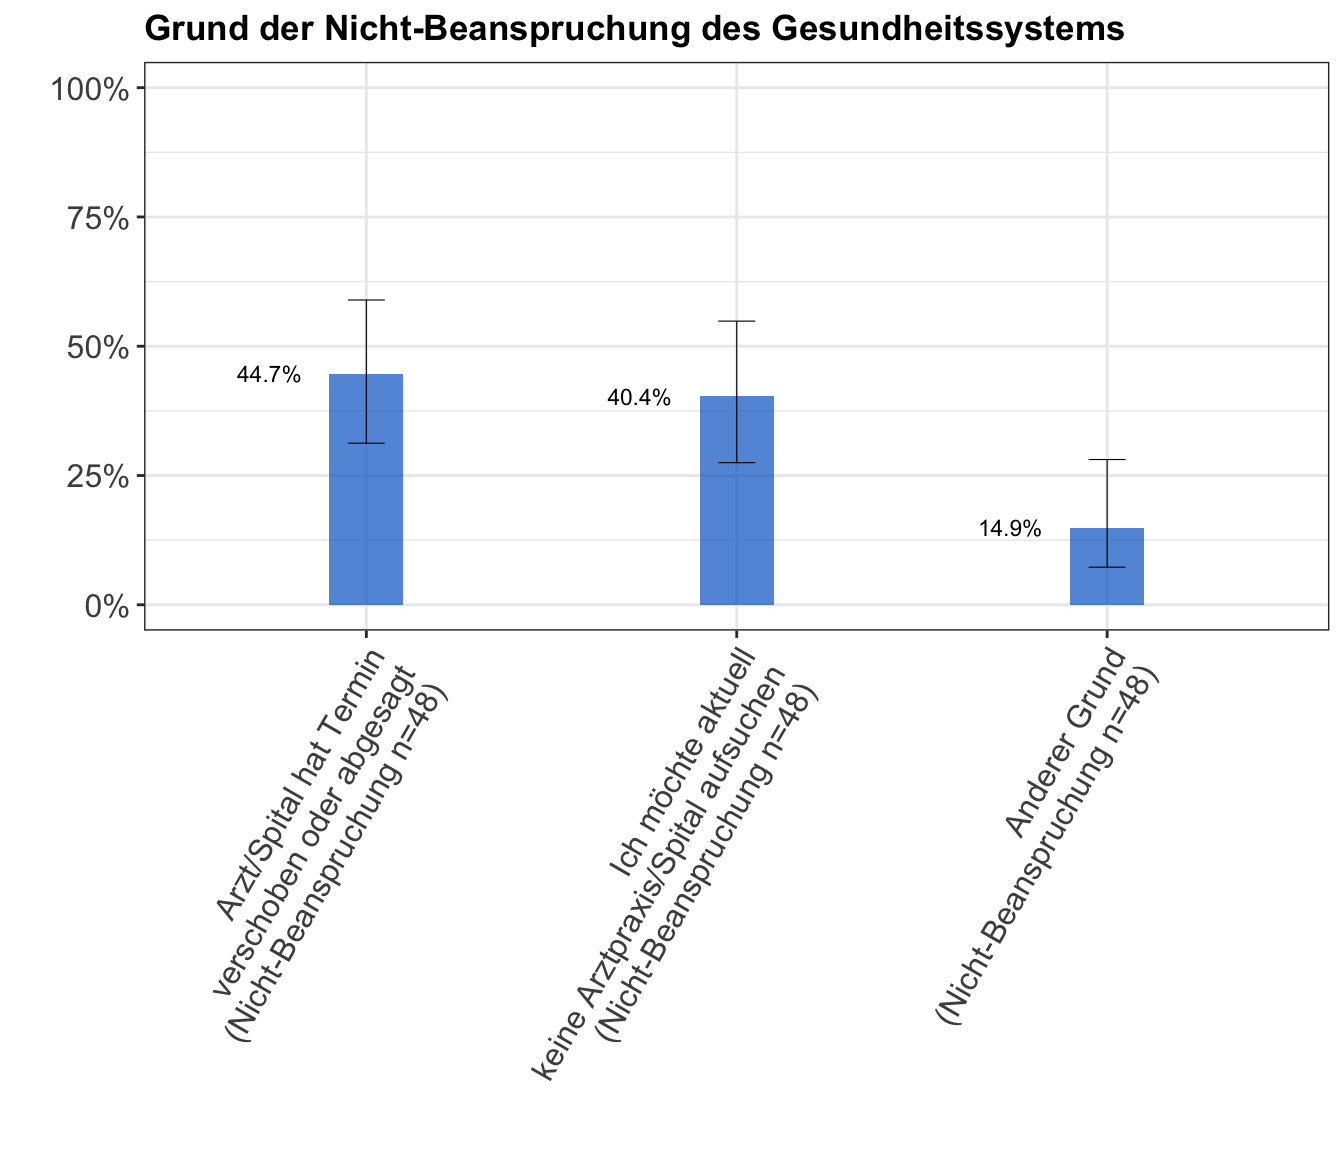 Grund der Nicht-Beanspruchung des Gesundheitssystems
100%
75%
50%
25%
0%
44.7%
40.4%
14.9%
Arzt/Spital hat Termin
verschoben oder abgesagt
(Nicht-Beanspruchung n=48)
Ich möchte aktuell
keine Arztpraxis/Spital aufsuchen
(Nicht-Beanspruchung n=48)
Anderer Grund
(Nicht-Beanspruchung n=48)